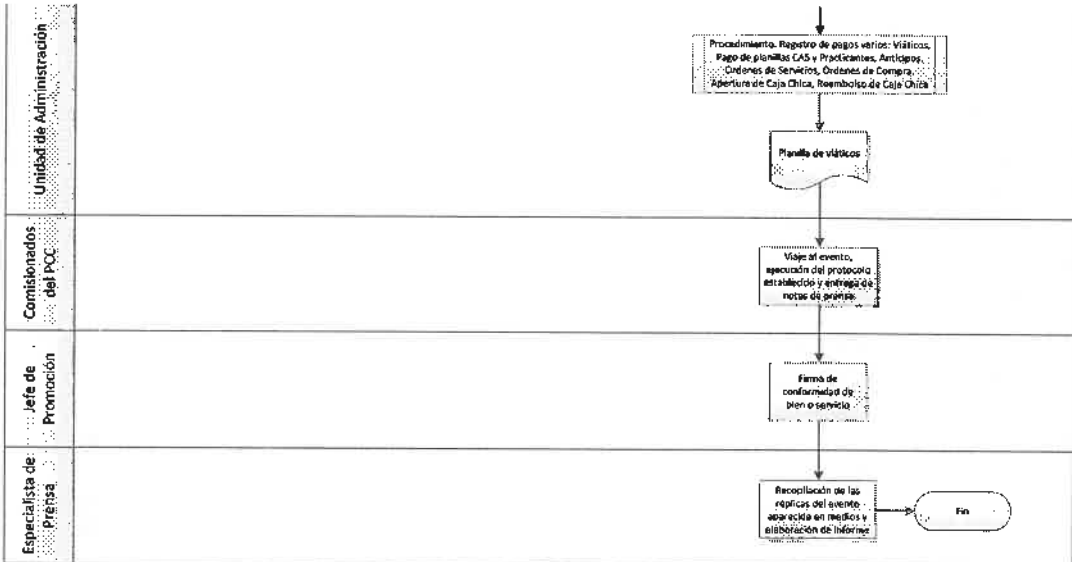 Unidad de Administración
Procedimiento. Registro de pagos varios: Viáticos,
Pago de planillas CAS y Practicantes, Anticipos,
Ordenes de Servicios, Ordenes de Compra,
Apertura de Caja Chica, Reembolso de Caja Chica
Planilla de viáticos
Comisionados
del PCC
Viaje al evento,
ejecución del protocolo
establecido y entrega de
notas de prensa
Jefe de
Promoción
Firma de
conformidad de
bien o servicio
Especialista de
Prensa
Recopilación de las
réplicas del evento
aparecido en medios y
elaboración de informe
Fin